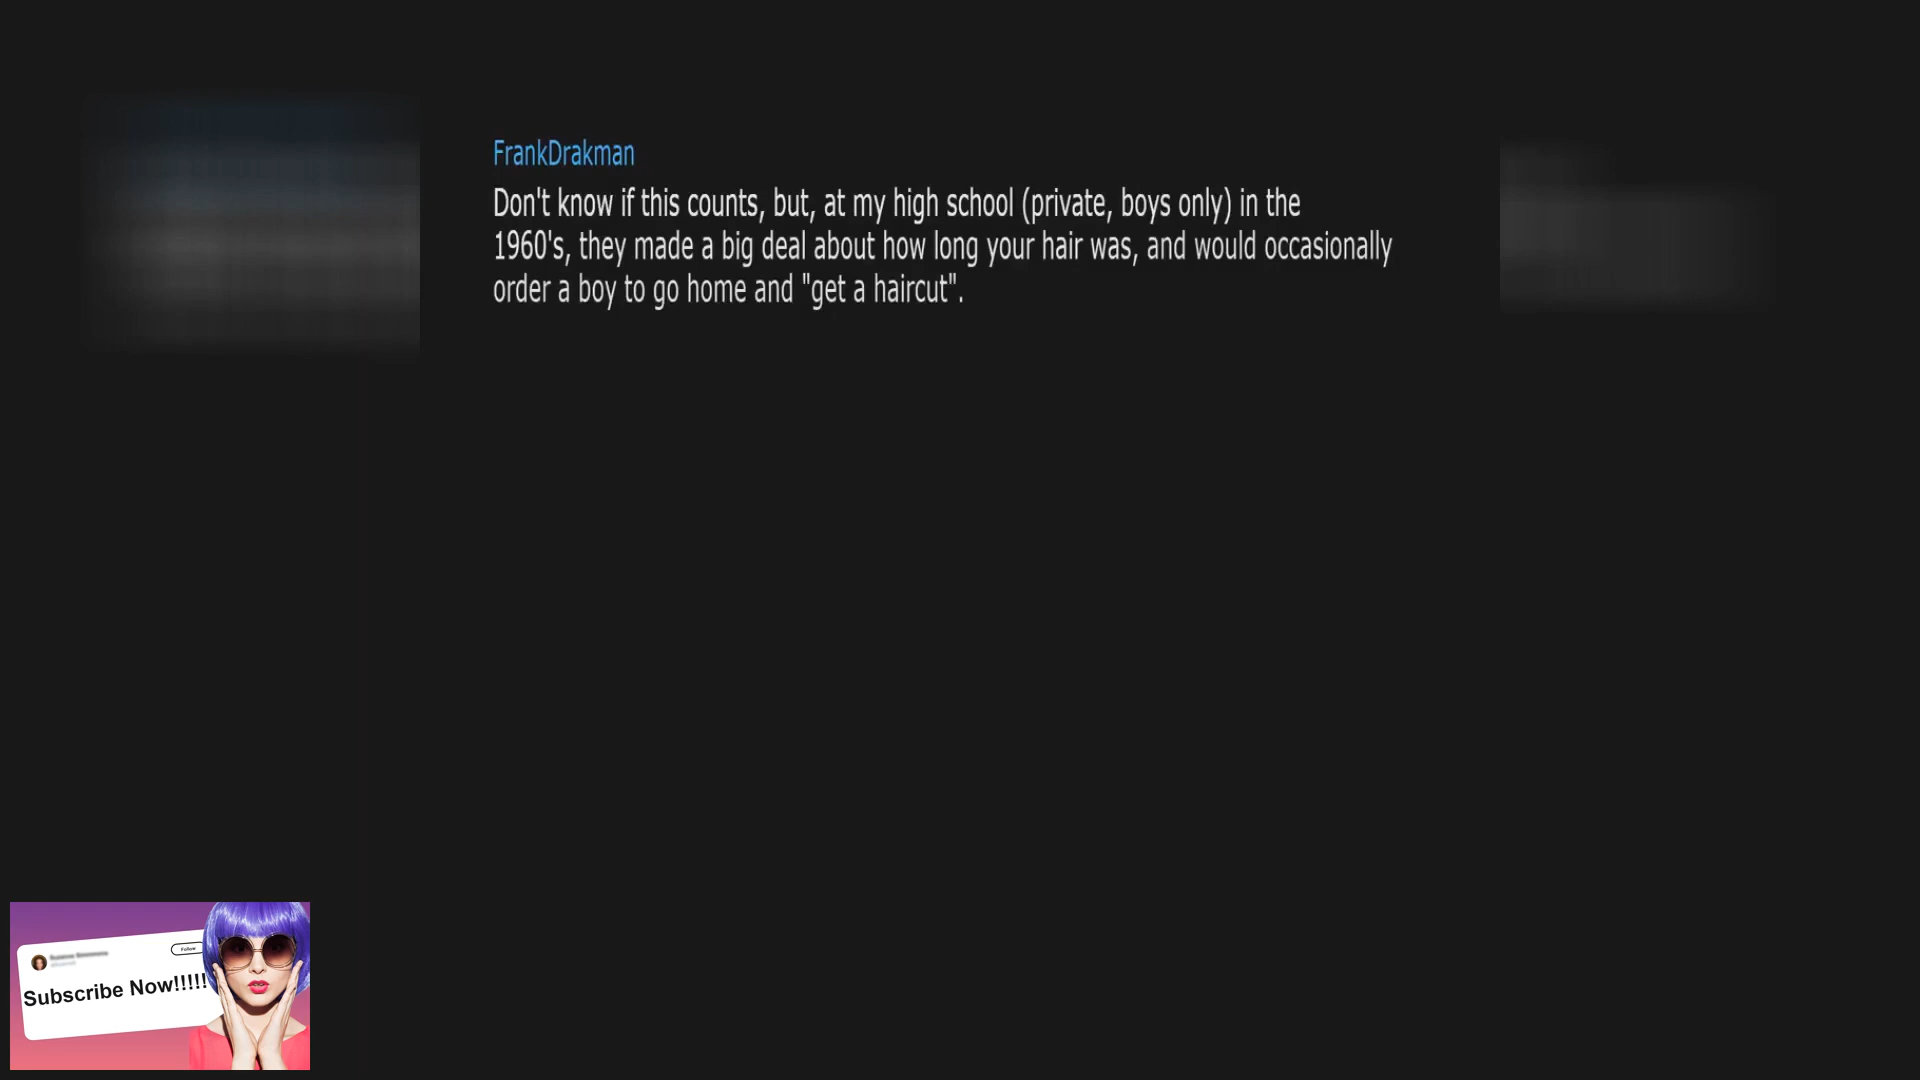 FrankDrakman
Don't know if this counts, but, at my high school (private, boys only) in the
1960's, they made a big deal about how long your hair was, and would occasionally
order a boy to go home and "get a haircut".
Follow
Subscribe Now!!!!!